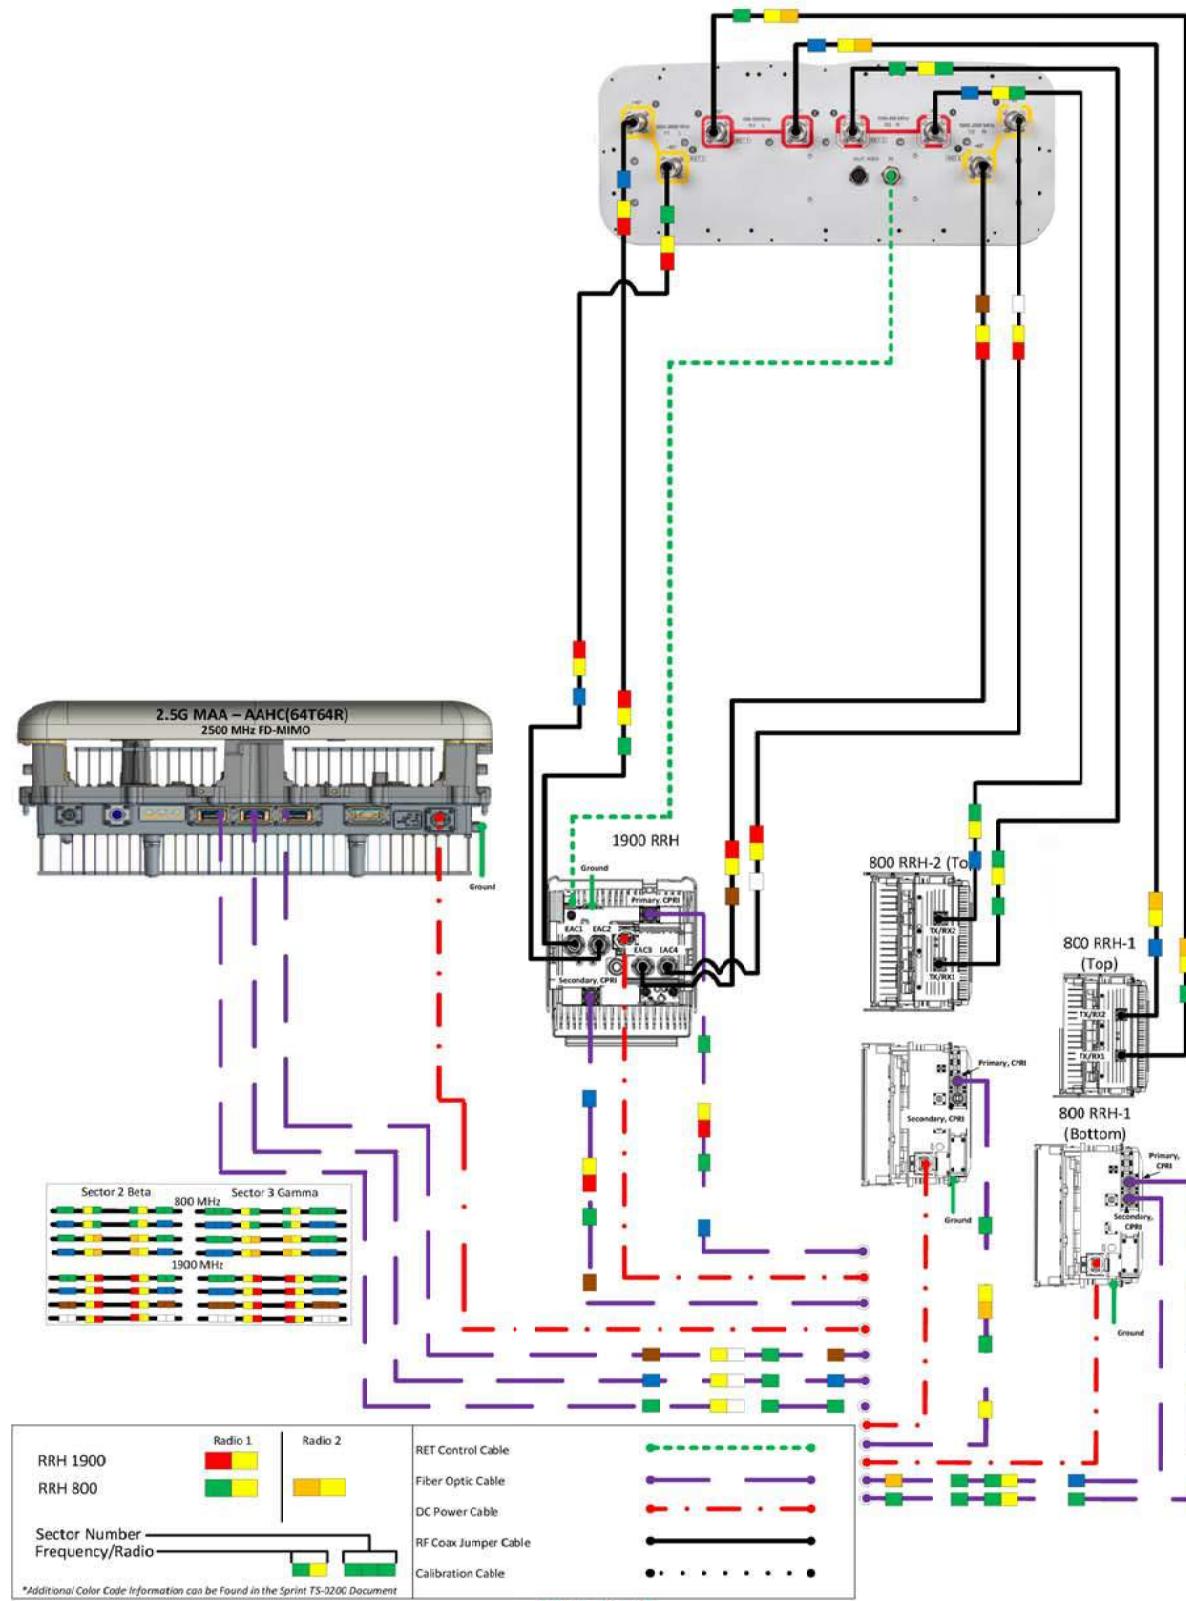 2.5G MAA – AAHC(64T64R)
2500 MHz FD-MIMO
Ground
1900 RRH
Ground
Primary, CPRI
EAC1
EAC2
EAC3
EAC4
Secondary, CPRI
800 RRH-2 (To
TX/RX2
TX/RX1
800 RRH-1
(Top)
TX/RX2
TX/RX1
Primary, CPRI
Secondary, CPRI
Ground
800 RRH-1
(Bottom)
Primary,
CPRI
Secondary,
CPRI
Ground
Sector 2 Beta
Sector 3 Gamma
800 MHz
1900 MHz
Radio 1
Radio 2
RRH 1900
RRH 800
Sector Number
Frequency/Radio
*Additional Color Code Information can be Found in the Sprint TS-0200 Document
RET Control Cable
Fiber Optic Cable
DC Power Cable
RF Coax Jumper Cable
Calibration Cable